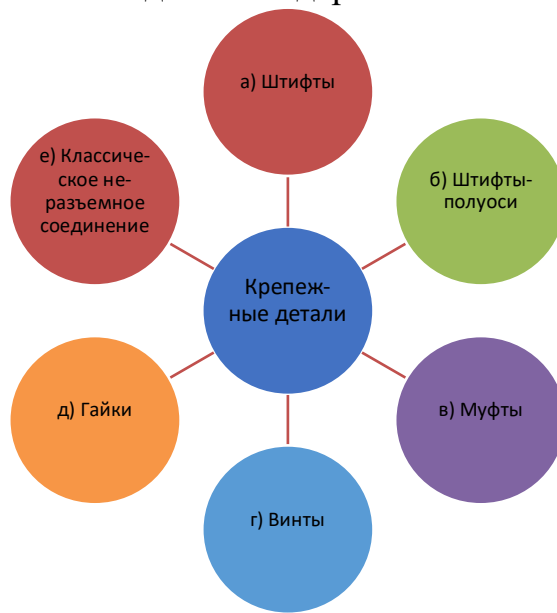 а) Штифты
е) Классиче-
ское не-
разъемное
соединение
б) Штифты-
полуоси
Крепеж-
ные детали
д) Гайки
в) Муфты
г) Винты